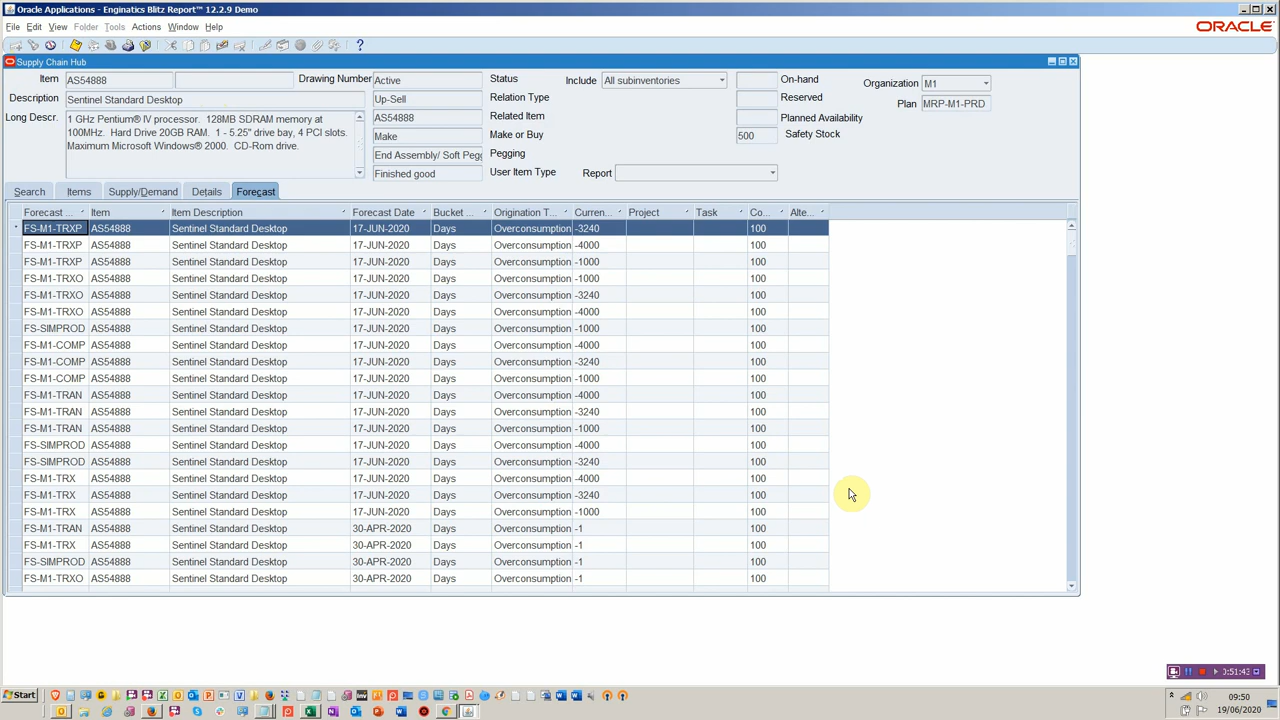 Oracle Applications - Enginatics Blitz Report™ 12.2.9 Demo
File Edit View Folder Tools Actions Window Help
ORACLE
Supply Chain Hub
Item AS54888 Drawing Number Active Status Include All subinventories On-hand Organization M1
Description Sentinel Standard Desktop Up-Sell Relation Type Reserved Plan MRP-M1-PRD
Long Descr. 1 GHz Pentium® IV processor. 128MB SDRAM memory at AS54888 Related Item Planned Availability
100MHz. Hard Drive 20GB RAM. 1 - 5.25" drive bay, 4 PCI slots. Make Make or Buy 500 Safety Stock
Maximum Microsoft Windows® 2000. CD-Rom drive. End Assembly/ Soft Pegg Pegging
Finished good User Item Type Report
Search Items Supply/Demand Details Forecast
Forecast ... Item Item Description Forecast Date Bucket ... Origination T... Curren... Project Task Co... Alte...
FS-M1-TRXP AS54888 Sentinel Standard Desktop 17-JUN-2020 Days Overconsumption -3240 100
FS-M1-TRXP AS54888 Sentinel Standard Desktop 17-JUN-2020 Days Overconsumption -4000 100
FS-M1-TRXP AS54888 Sentinel Standard Desktop 17-JUN-2020 Days Overconsumption -1000 100
FS-M1-TRXO AS54888 Sentinel Standard Desktop 17-JUN-2020 Days Overconsumption -1000 100
FS-M1-TRXO AS54888 Sentinel Standard Desktop 17-JUN-2020 Days Overconsumption -3240 100
FS-M1-TRXO AS54888 Sentinel Standard Desktop 17-JUN-2020 Days Overconsumption -4000 100
FS-SIMPROD AS54888 Sentinel Standard Desktop 17-JUN-2020 Days Overconsumption -1000 100
FS-M1-COMP AS54888 Sentinel Standard Desktop 17-JUN-2020 Days Overconsumption -4000 100
FS-M1-COMP AS54888 Sentinel Standard Desktop 17-JUN-2020 Days Overconsumption -3240 100
FS-M1-COMP AS54888 Sentinel Standard Desktop 17-JUN-2020 Days Overconsumption -1000 100
FS-M1-TRAN AS54888 Sentinel Standard Desktop 17-JUN-2020 Days Overconsumption -4000 100
FS-M1-TRAN AS54888 Sentinel Standard Desktop 17-JUN-2020 Days Overconsumption -3240 100
FS-M1-TRAN AS54888 Sentinel Standard Desktop 17-JUN-2020 Days Overconsumption -1000 100
FS-SIMPROD AS54888 Sentinel Standard Desktop 17-JUN-2020 Days Overconsumption -4000 100
FS-SIMPROD AS54888 Sentinel Standard Desktop 17-JUN-2020 Days Overconsumption -3240 100
FS-M1-TRX AS54888 Sentinel Standard Desktop 17-JUN-2020 Days Overconsumption -4000 100
FS-M1-TRX AS54888 Sentinel Standard Desktop 17-JUN-2020 Days Overconsumption -3240 100
FS-M1-TRX AS54888 Sentinel Standard Desktop 17-JUN-2020 Days Overconsumption -1000 100
FS-M1-TRAN AS54888 Sentinel Standard Desktop 30-APR-2020 Days Overconsumption -1 100
FS-M1-TRX AS54888 Sentinel Standard Desktop 30-APR-2020 Days Overconsumption -1 100
FS-SIMPROD AS54888 Sentinel Standard Desktop 30-APR-2020 Days Overconsumption -1 100
FS-M1-TRXO AS54888 Sentinel Standard Desktop 30-APR-2020 Days Overconsumption -1 100
0:51:43
Start 09:50
19/06/2020